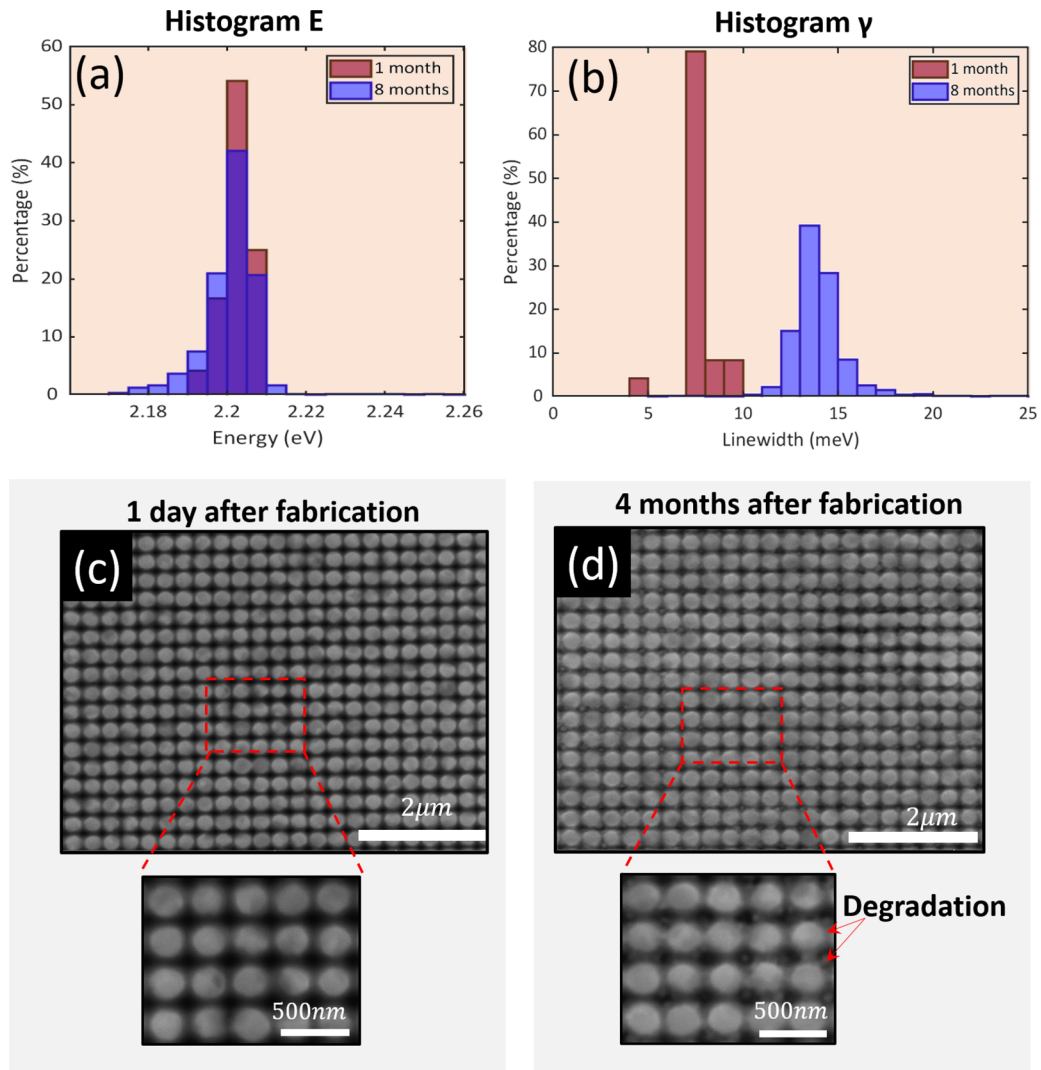 Histogram E
(a)
1 month
8 months
60
50
40
30
20
10
0
Percentage (%)
2.18
2.2
2.22
2.24
2.26
Energy (eV)
Histogram γ
(b)
1 month
8 months
80
70
60
50
40
30
20
10
0
Percentage (%)
0
5
10
15
20
25
Linewidth (meV)
1 day after fabrication
(c)
2μm
500nm
4 months after fabrication
(d)
2μm
Degradation
500nm